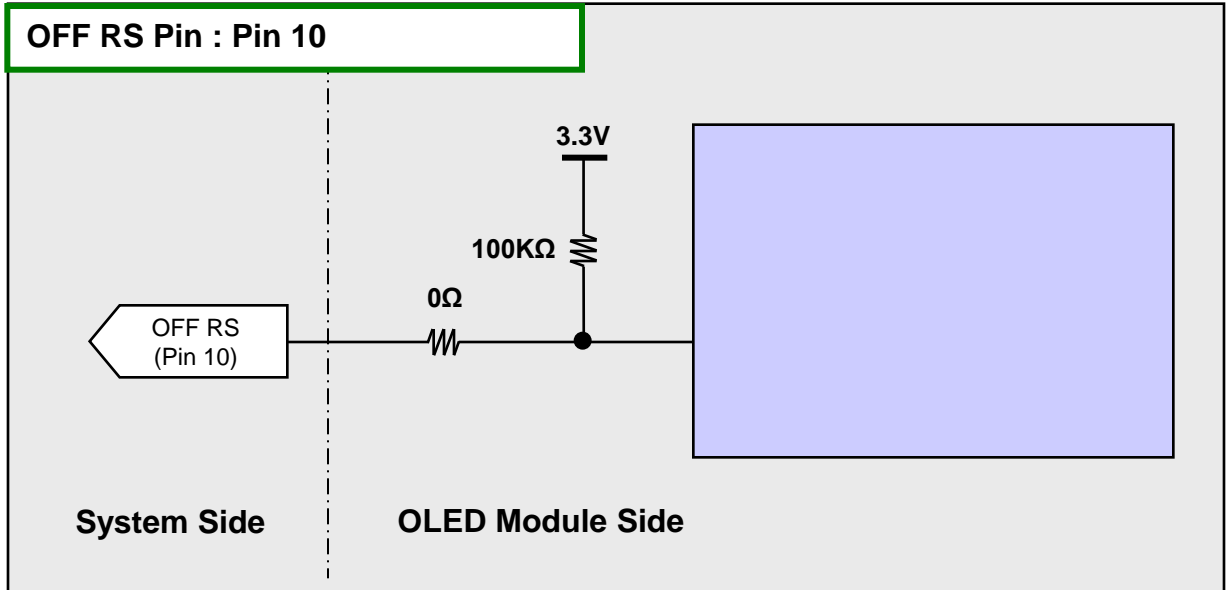 OFF RS Pin : Pin 10
3.3V
100KΩ
0Ω
OFF RS
(Pin 10)
System Side
OLED Module Side